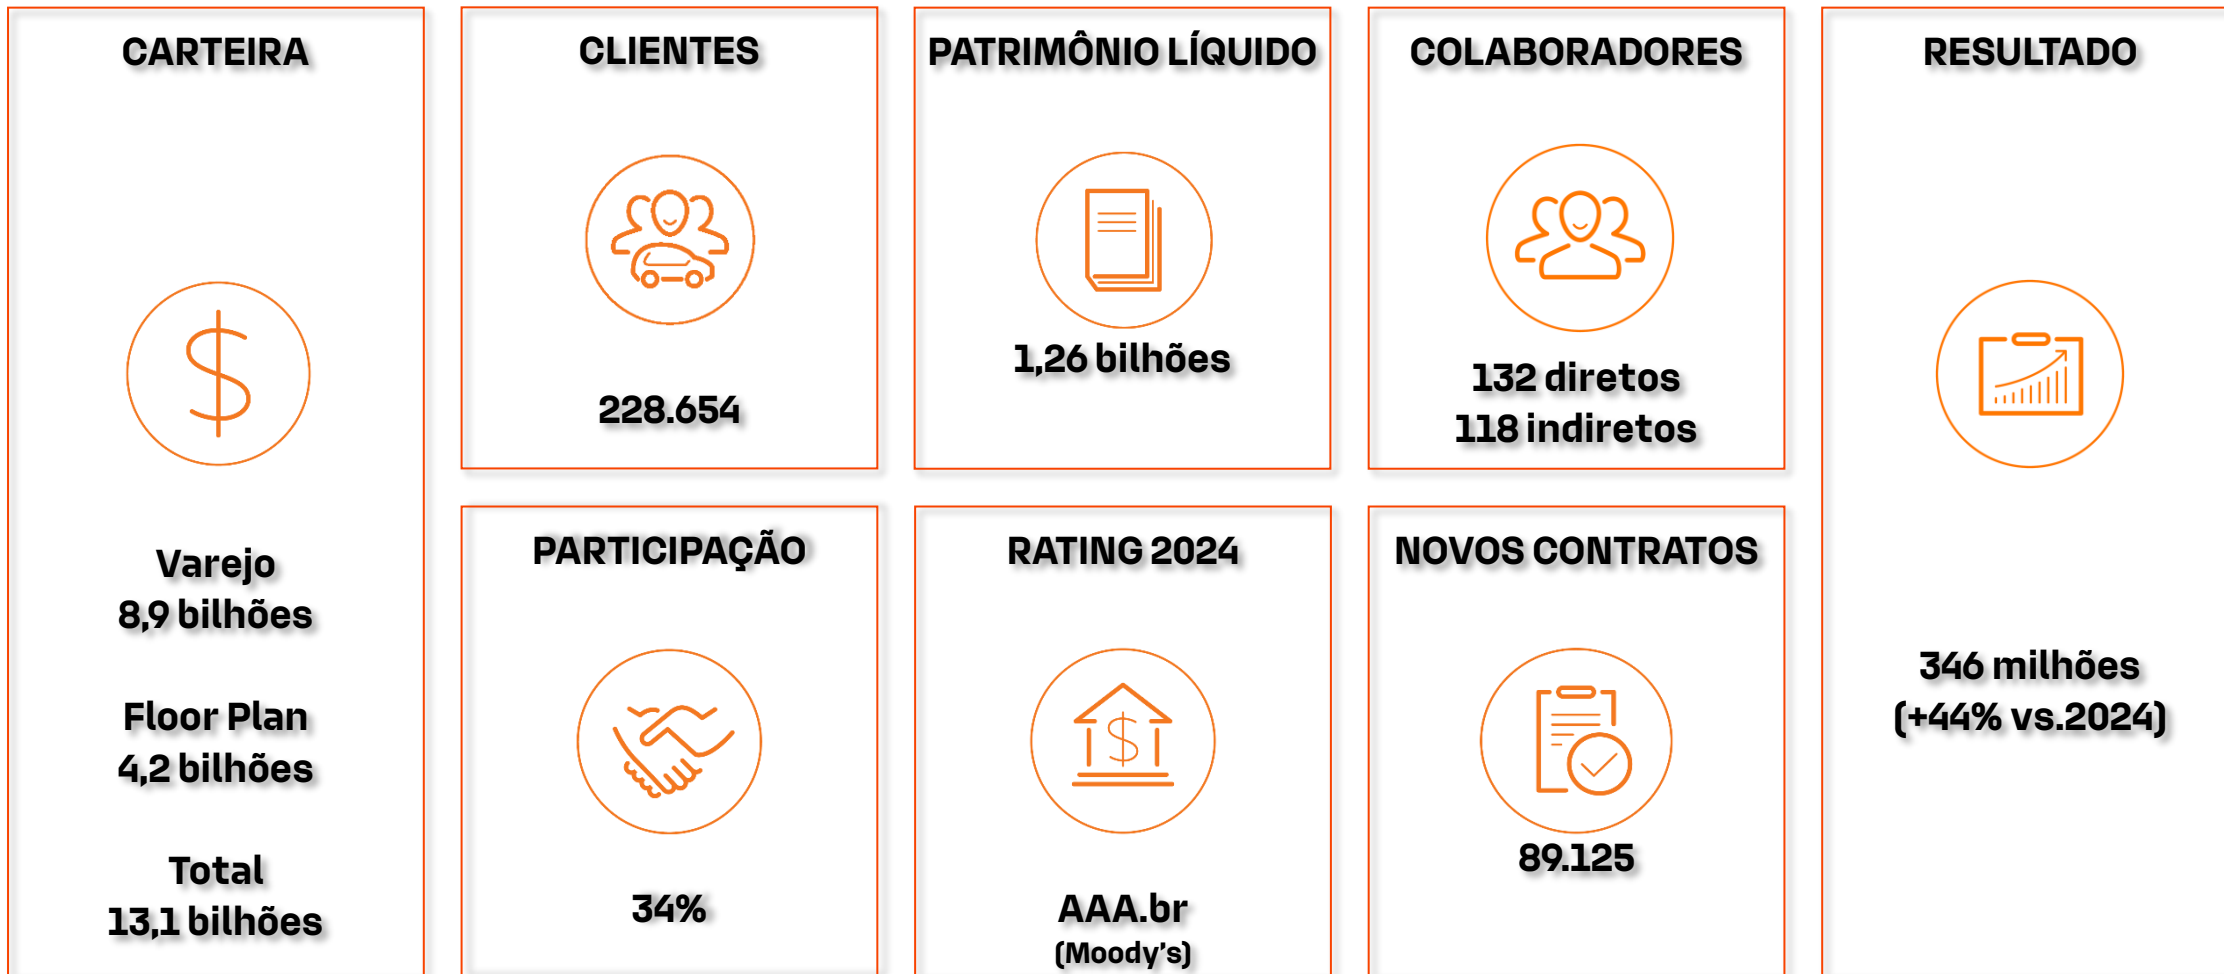 CARTEIRA
Varejo
8,9 bilhões
Floor Plan
4,2 bilhões
Total
13,1 bilhões
CLIENTES
228.654
PATRIMÔNIO LÍQUIDO
1,26 bilhões
COLABORADORES
132 diretos
118 indiretos
PARTICIPAÇÃO
34%
RATING 2024
AAA.br
(Moody's)
NOVOS CONTRATOS
89.125
RESULTADO
346 milhões
(+44% vs.2024)